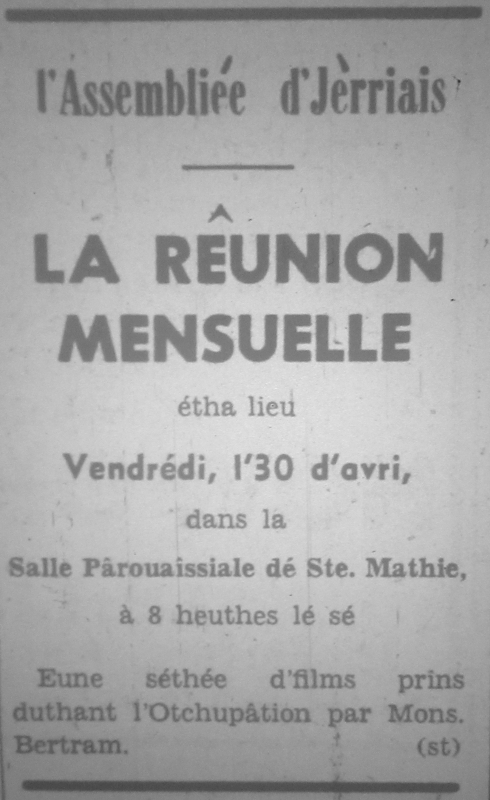 l'Assembliée d'Jèrriais
LA RÊUNION
MENSUELLE
étha lieu
Vendrédi, l'30 d'avri,
dans la
Salle Pârouaissiale dé Ste. Mathie,
à 8 heuthes lé sé
Eune séthée d'films prins
duthant l'Otchupâtion par Mons.
Bertram. (st)